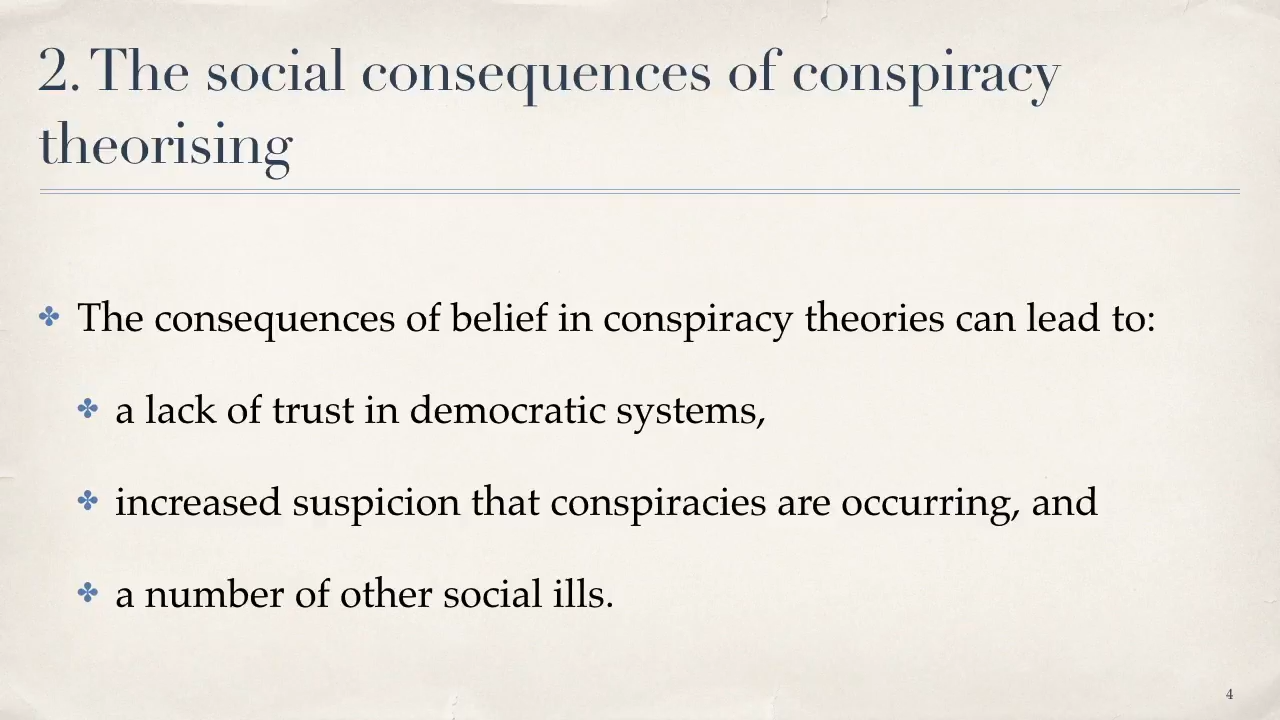 2. The social consequences of conspiracy
theorising
The consequences of belief in conspiracy theories can lead to:
a lack of trust in democratic systems,
increased suspicion that conspiracies are occurring, and
a number of other social ills.
4